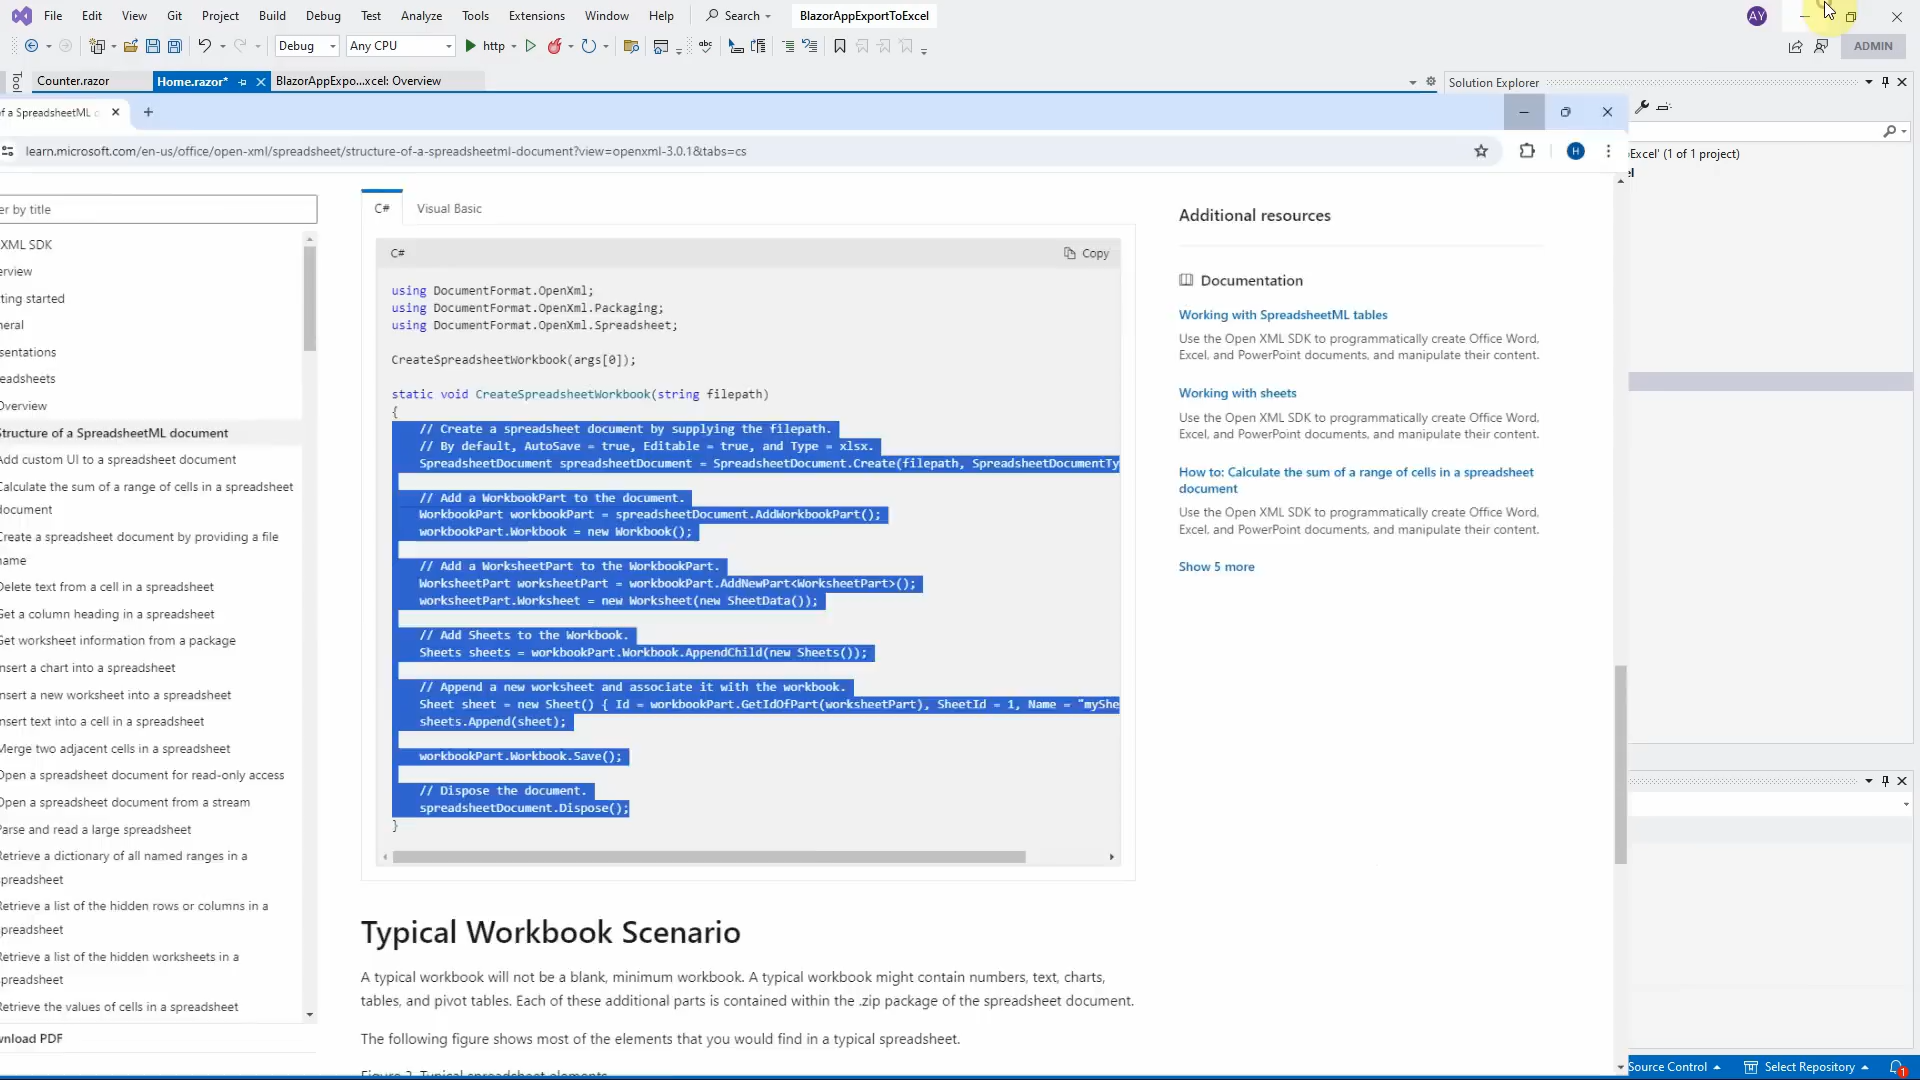 File Edit View Git Project Build Debug Test Analyze Tools Extensions Window Help Search BlazorAppExportToExcel AY
Debug Any CPU http ADMIN
Counter.razor Home.razor* BlazorAppExpo...xcel: Overview Solution Explorer
f a SpreadsheetML
learn.microsoft.com/en-us/office/open-xml/spreadsheet/structure-of-a-spreadsheetml-document?view=openxml-3.0.1&tabs=cs H
Excel' (1 of 1 project)
el
er by title
XML SDK
erview
ting started
neral
sentations
eadsheets
Overview
Structure of a SpreadsheetML document
Add custom UI to a spreadsheet document
Calculate the sum of a range of cells in a spreadsheet
document
Create a spreadsheet document by providing a file
name
Delete text from a cell in a spreadsheet
Get a column heading in a spreadsheet
Get worksheet information from a package
nsert a chart into a spreadsheet
nsert a new worksheet into a spreadsheet
nsert text into a cell in a spreadsheet
Merge two adjacent cells in a spreadsheet
Open a spreadsheet document for read-only access
Open a spreadsheet document from a stream
Parse and read a large spreadsheet
Retrieve a dictionary of all named ranges in a
spreadsheet
Retrieve a list of the hidden rows or columns in a
spreadsheet
Retrieve a list of the hidden worksheets in a
spreadsheet
Retrieve the values of cells in a spreadsheet
wnload PDF
C# Visual Basic
C# Copy
using DocumentFormat.OpenXml;
using DocumentFormat.OpenXml.Packaging;
using DocumentFormat.OpenXml.Spreadsheet;
CreateSpreadsheetWorkbook(args[0]);
static void CreateSpreadsheetWorkbook(string filepath)
{
// Create a spreadsheet document by supplying the filepath.
// By default, AutoSave = true, Editable = true, and Type = xlsx.
SpreadsheetDocument spreadsheetDocument = SpreadsheetDocument.Create(filepath, SpreadsheetDocumentTy
// Add a WorkbookPart to the document.
WorkbookPart workbookPart = spreadsheetDocument.AddWorkbookPart();
workbookPart.Workbook = new Workbook();
// Add a WorksheetPart to the WorkbookPart.
WorksheetPart worksheetPart = workbookPart.AddNewPart<WorksheetPart>();
worksheetPart.Worksheet = new Worksheet(new SheetData());
// Add Sheets to the Workbook.
Sheets sheets = workbookPart.Workbook.AppendChild(new Sheets());
// Append a new worksheet and associate it with the workbook.
Sheet sheet = new Sheet() { Id = workbookPart.GetIdOfPart(worksheetPart), SheetId = 1, Name = "myShe
sheets.Append(sheet);
workbookPart.Workbook.Save();
// Dispose the document.
spreadsheetDocument.Dispose();
}
Typical Workbook Scenario
A typical workbook will not be a blank, minimum workbook. A typical workbook might contain numbers, text, charts,
tables, and pivot tables. Each of these additional parts is contained within the .zip package of the spreadsheet document.
The following figure shows most of the elements that you would find in a typical spreadsheet.
Figure 2. Typical spreadsheet elements
Additional resources
Documentation
Working with SpreadsheetML tables
Use the Open XML SDK to programmatically create Office Word,
Excel, and PowerPoint documents, and manipulate their content.
Working with sheets
Use the Open XML SDK to programmatically create Office Word,
Excel, and PowerPoint documents, and manipulate their content.
How to: Calculate the sum of a range of cells in a spreadsheet
document
Use the Open XML SDK to programmatically create Office Word,
Excel, and PowerPoint documents, and manipulate their content.
Show 5 more
Source Control Select Repository 1